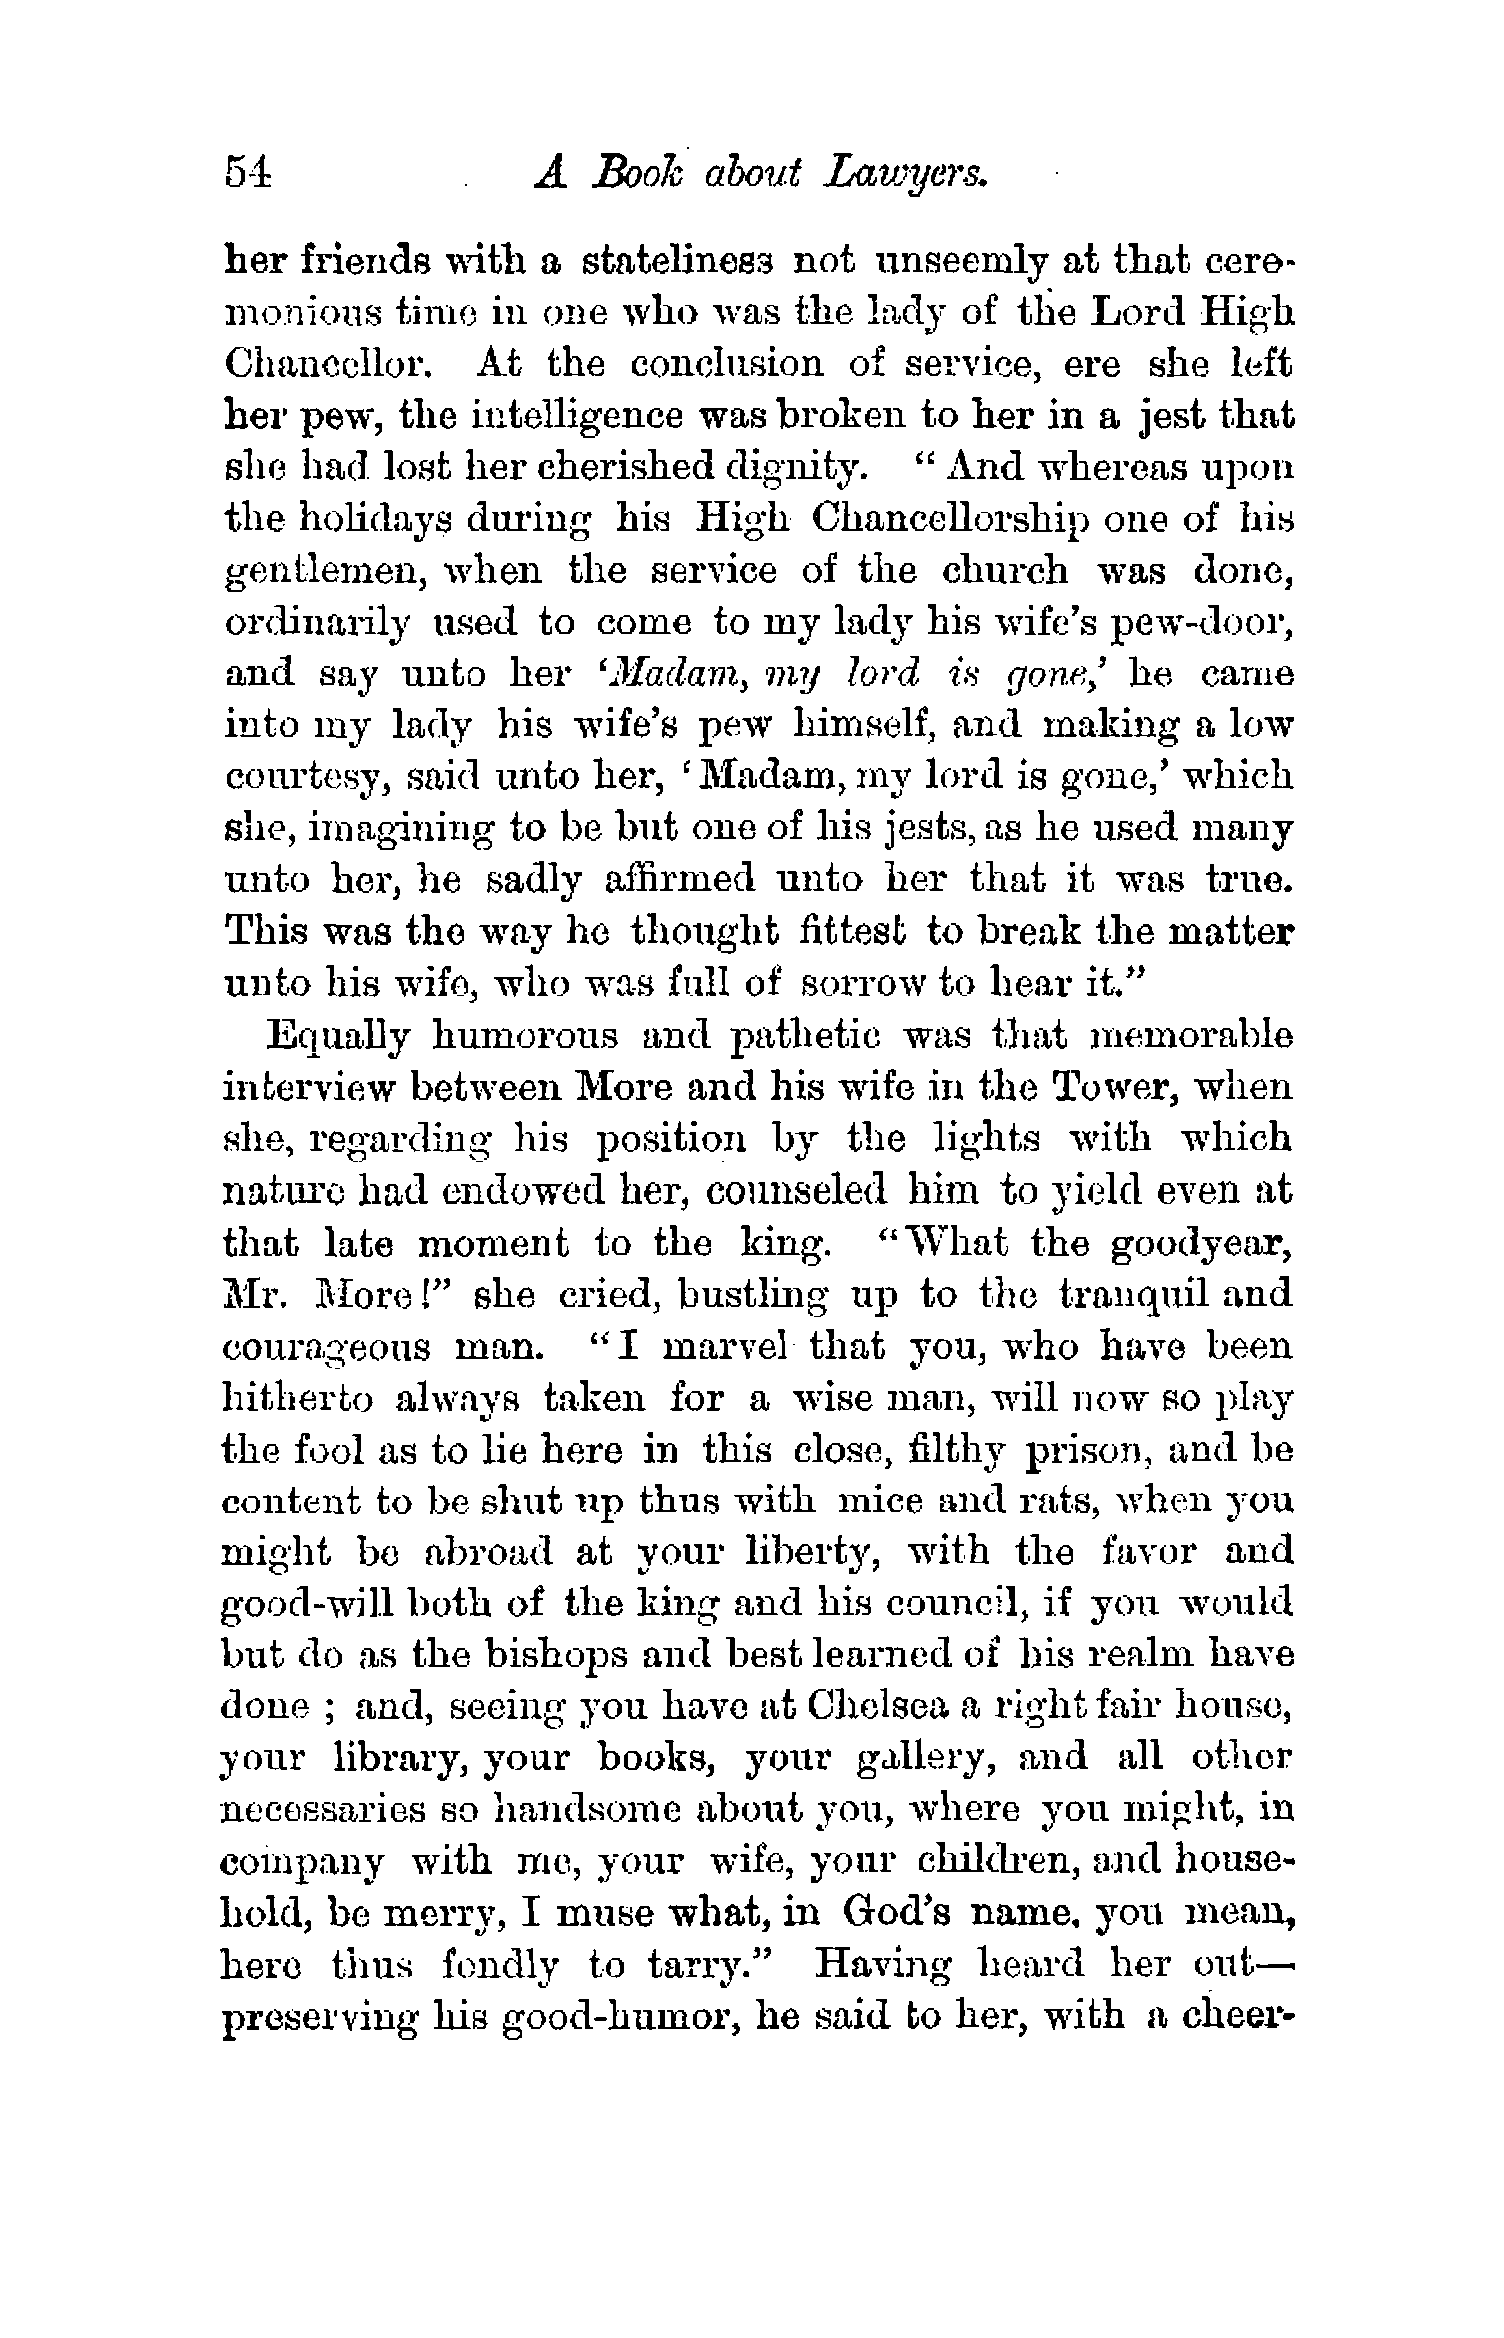 54 A Book about Lawyers.
her friends with a stateliness not unseemly at that cere-
monious time in one who was the lady of the Lord High
Chancellor. At the conclusion of service, ere she left
her pew, the intelligence was broken to her in a jest that
she had lost her cherished dignity. “ And whereas upon
the holidays during his High Chancellorship one of his
gentlemen, when the service of the church was done,
ordinarily used to come to my lady his wife’s pew-door,
and say unto her ‘Madam, my lord is gone,’ he came
into my lady his wife’s pew himself, and making a low
courtesy, said unto her, ‘ Madam, my lord is gone,’ which
she, imagining to be but one of his jests, as he used many
unto her, he sadly affirmed unto her that it was true.
This was the way he thought fittest to break the matter
unto his wife, who was full of sorrow to hear it.”
Equally humorous and pathetic was that memorable
interview between More and his wife in the Tower, when
she, regarding his position by the lights with which
nature had endowed her, counseled him to yield even at
that late moment to the king. “ What the goodyear,
Mr. More !” she cried, bustling up to the tranquil and
courageous man. “ I marvel that you, who have been
hitherto always taken for a wise man, will now so play
the fool as to lie here in this close, filthy prison, and be
content to be shut up thus with mice and rats, when you
might be abroad at your liberty, with the favor and
good-will both of the king and his council, if you would
but do as the bishops and best learned of his realm have
done ; and, seeing you have at Chelsea a right fair house,
your library, your books, your gallery, and all other
necessaries so handsome about you, where you might, in
company with me, your wife, your children, and house-
hold, be merry, I muse what, in God’s name, you mean,
here thus fondly to tarry.” Having heard her out—
preserving his good-humor, he said to her, with a cheer-